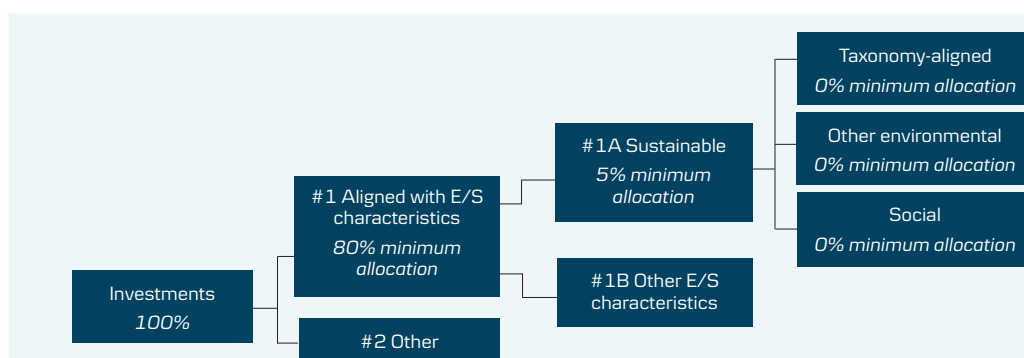 Taxonomy-aligned
0% minimum allocation
Other environmental
0% minimum allocation
Social
0% minimum allocation
#1A Sustainable
5% minimum
allocation
#1 Aligned with E/S
characteristics
80% minimum
allocation
#1B Other E/S
characteristics
Investments
100%
#2 Other